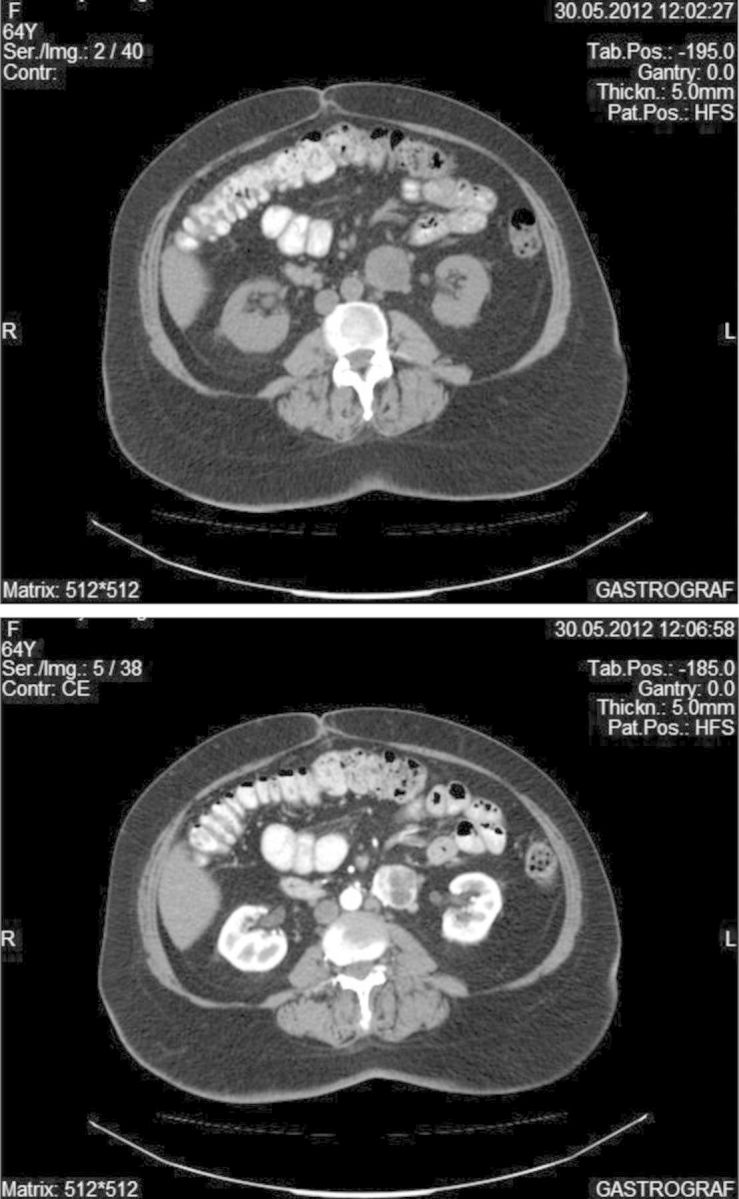 F
64Y
Ser./Img.: 2 / 40
Contr:
30.05.2012 12:02:27
Tab.Pos.: -195.0
Gantry: 0.0
Thickn.: 5.0mm
Pat.Pos.: HFS
R
L
Matrix: 512*512
GASTROGRAF
F
64Y
Ser./Img.: 5 / 38
Contr: CE
30.05.2012 12:06:58
Tab.Pos.: -185.0
Gantry: 0.0
Thickn.: 5.0mm
Pat.Pos.: HFS
R
L
Matrix: 512*512
GASTROGRAF